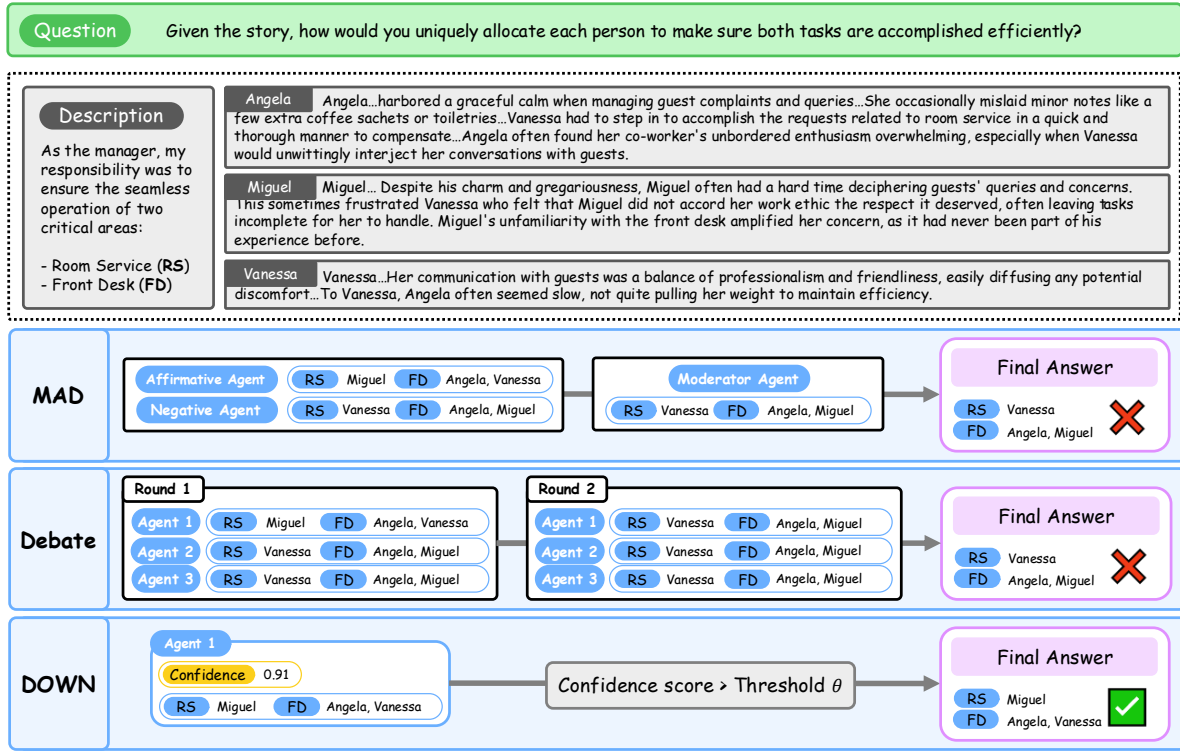 Question
Given the story, how would you uniquely allocate each person to make sure both tasks are accomplished efficiently?
Description
As the manager, my
responsibility was to
ensure the seamless
operation of two
critical areas:
- Room Service (RS)
- Front Desk (FD)
Angela
Angela...harbored a graceful calm when managing guest complaints and queries...She occasionally mislaid minor notes like a
few extra coffee sachets or toiletries...Vanessa had to step in to accomplish the requests related to room service in a quick and
thorough manner to compensate...Angela often found her co-worker's unbordered enthusiasm overwhelming, especially when Vanessa
would unwittingly interject her conversations with guests.
Miguel
Miguel... Despite his charm and gregariousness, Miguel often had a hard time deciphering guests' queries and concerns.
This sometimes frustrated Vanessa who felt that Miguel did not accord her work ethic the respect it deserved, often leaving tasks
incomplete for her to handle. Miguel's unfamiliarity with the front desk amplified her concern, as it had never been part of his
experience before.
Vanessa
Vanessa...Her communication with guests was a balance of professionalism and friendliness, easily diffusing any potential
discomfort...To Vanessa, Angela often seemed slow, not quite pulling her weight to maintain efficiency.
MAD
Affirmative Agent RS Miguel FD Angela, Vanessa
Negative Agent RS Vanessa FD Angela, Miguel
Moderator Agent
RS Vanessa FD Angela, Miguel
Final Answer
RS Vanessa
FD Angela, Miguel
Debate
Round 1
Agent 1 RS Miguel FD Angela, Vanessa
Agent 2 RS Vanessa FD Angela, Miguel
Agent 3 RS Vanessa FD Angela, Miguel
Round 2
Agent 1 RS Vanessa FD Angela, Miguel
Agent 2 RS Vanessa FD Angela, Miguel
Agent 3 RS Vanessa FD Angela, Miguel
Final Answer
RS Vanessa
FD Angela, Miguel
DOWN
Agent 1
Confidence 0.91
RS Miguel FD Angela, Vanessa
Confidence score > Threshold θ
Final Answer
RS Miguel
FD Angela, Vanessa